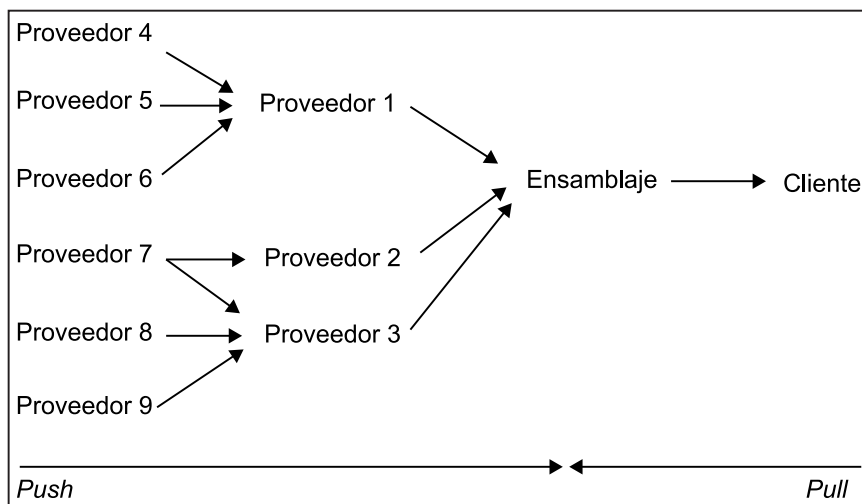 Proveedor 4
Proveedor 5
Proveedor 1
Proveedor 6
Ensamblaje
Cliente
Proveedor 7
Proveedor 2
Proveedor 8
Proveedor 3
Proveedor 9
Push
Pull